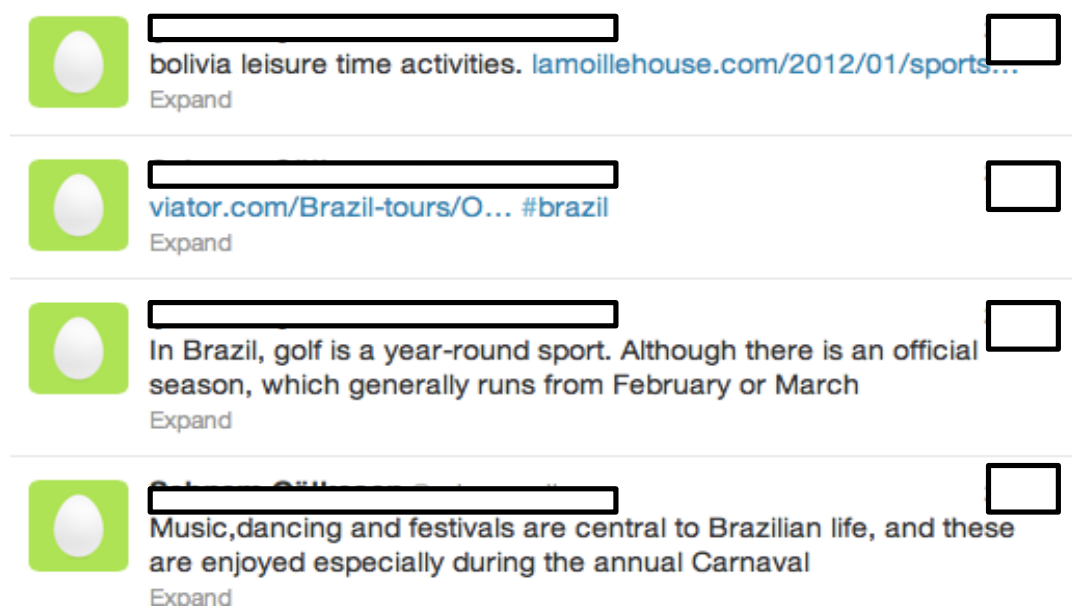 bolivia leisure time activities. lamoillehouse.com/2012/01/sports...
Expand
viator.com/Brazil-tours/O... #brazil
Expand
In Brazil, golf is a year-round sport. Although there is an official
season, which generally runs from February or March
Expand
Music,dancing and festivals are central to Brazilian life, and these
are enjoyed especially during the annual Carnaval
Expand